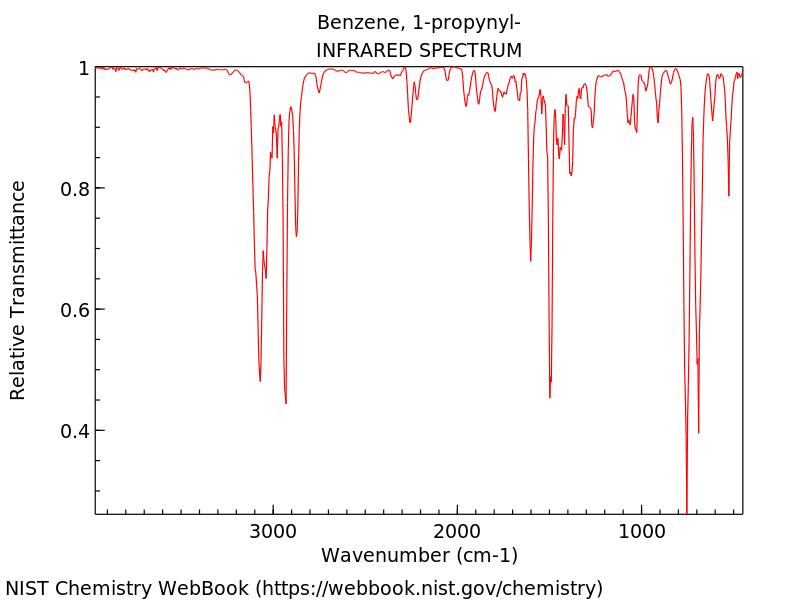 Benzene, 1-propynyl-
INFRARED SPECTRUM
1
0.8
0.6
0.4
Relative Transmittance
3000
2000
1000
Wavenumber (cm-1)
NIST Chemistry WebBook (https://webbook.nist.gov/chemistry)